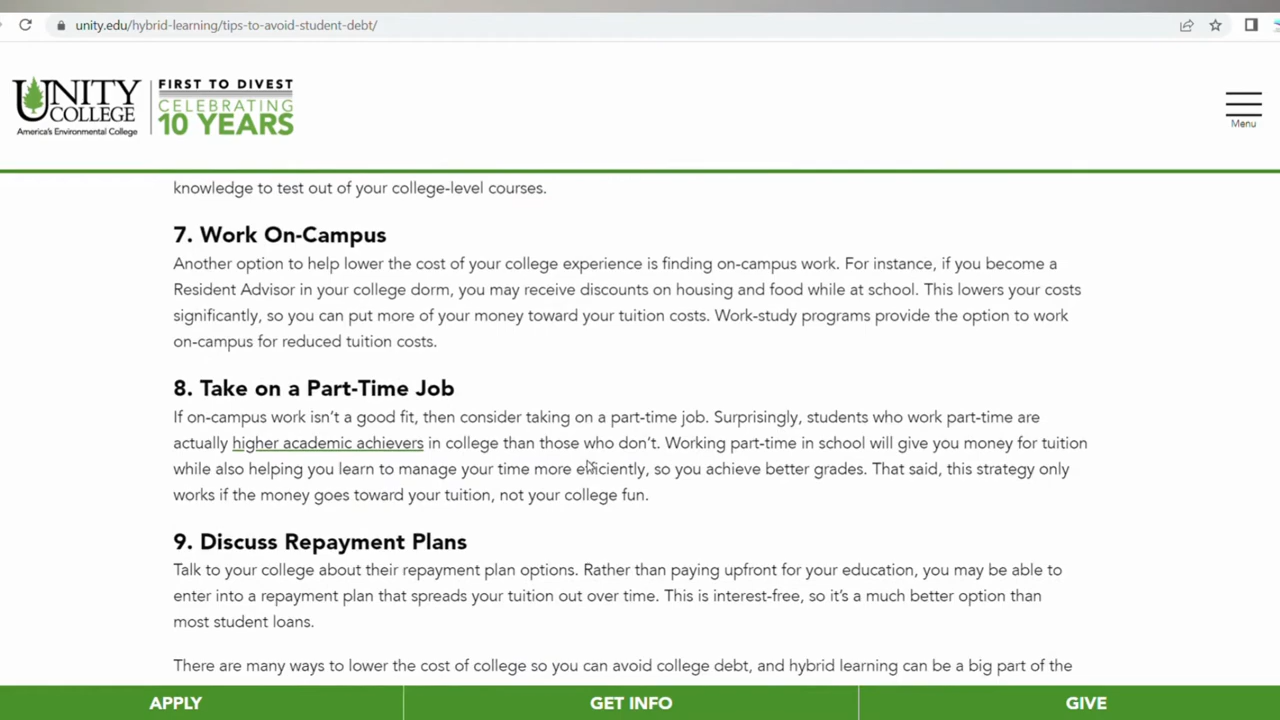 unity.edu/hybrid-learning/tips-to-avoid-student-debt/
UNITY COLLEGE
America's Environmental College
FIRST TO DIVEST
CELEBRATING
10 YEARS
Menu
knowledge to test out of your college-level courses.
7. Work On-Campus
Another option to help lower the cost of your college experience is finding on-campus work. For instance, if you become a
Resident Advisor in your college dorm, you may receive discounts on housing and food while at school. This lowers your costs
significantly, so you can put more of your money toward your tuition costs. Work-study programs provide the option to work
on-campus for reduced tuition costs.
8. Take on a Part-Time Job
If on-campus work isn't a good fit, then consider taking on a part-time job. Surprisingly, students who work part-time are
actually higher academic achievers in college than those who don't. Working part-time in school will give you money for tuition
while also helping you learn to manage your time more efficiently, so you achieve better grades. That said, this strategy only
works if the money goes toward your tuition, not your college fun.
9. Discuss Repayment Plans
Talk to your college about their repayment plan options. Rather than paying upfront for your education, you may be able to
enter into a repayment plan that spreads your tuition out over time. This is interest-free, so it's a much better option than
most student loans.
There are many ways to lower the cost of college so you can avoid college debt, and hybrid learning can be a big part of the
APPLY
GET INFO
GIVE